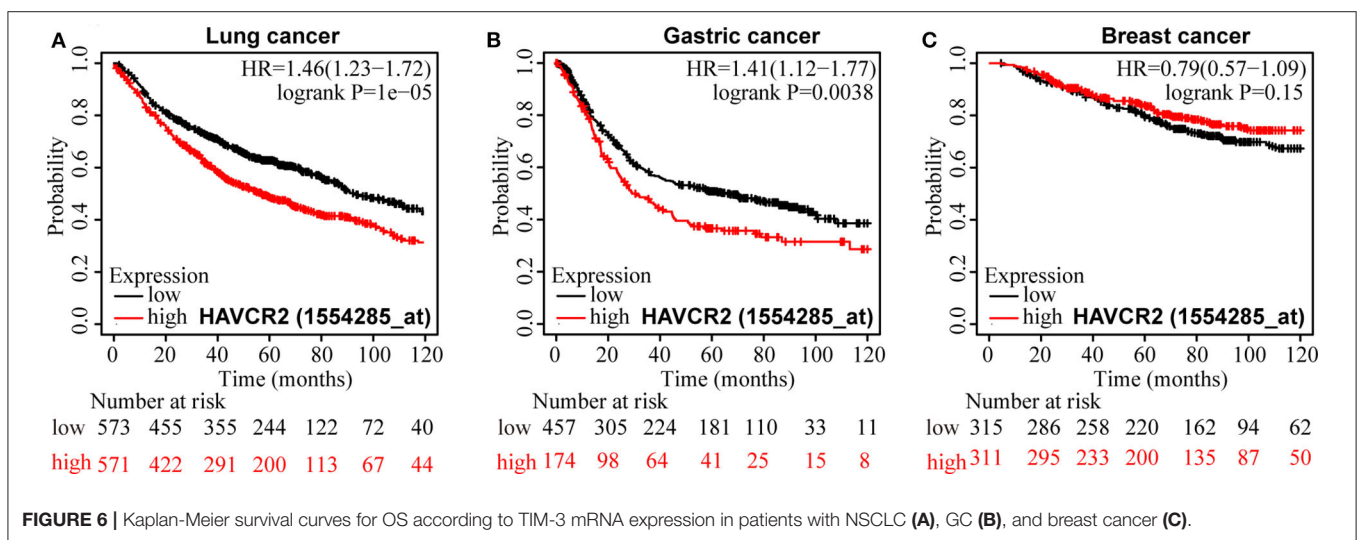 A Lung cancer
HR=1.46(1.23−1.72)
logrank P=1e−05
Probability
1.0
0.8
0.6
0.4
0.2
0.0
Expression
low
high
HAVCR2 (1554285_at)
0 20 40 60 80 100 120
Time (months)
Number at risk
low 573 455 355 244 122 72 40
high 571 422 291 200 113 67 44
B Gastric cancer
HR=1.41(1.12−1.77)
logrank P=0.0038
Probability
1.0
0.8
0.6
0.4
0.2
0.0
Expression
low
high
HAVCR2 (1554285_at)
0 20 40 60 80 100 120
Time (months)
Number at risk
low 457 305 224 181 110 33 11
high 174 98 64 41 25 15 8
C Breast cancer
HR=0.79(0.57−1.09)
logrank P=0.15
Probability
1.0
0.8
0.6
0.4
0.2
0.0
Expression
low
high
HAVCR2 (1554285_at)
0 20 40 60 80 100 120
Time (months)
Number at risk
low 315 286 258 220 162 94 62
high 311 295 233 200 135 87 50
FIGURE 6 | Kaplan-Meier survival curves for OS according to TIM-3 mRNA expression in patients with NSCLC (A), GC (B), and breast cancer (C).